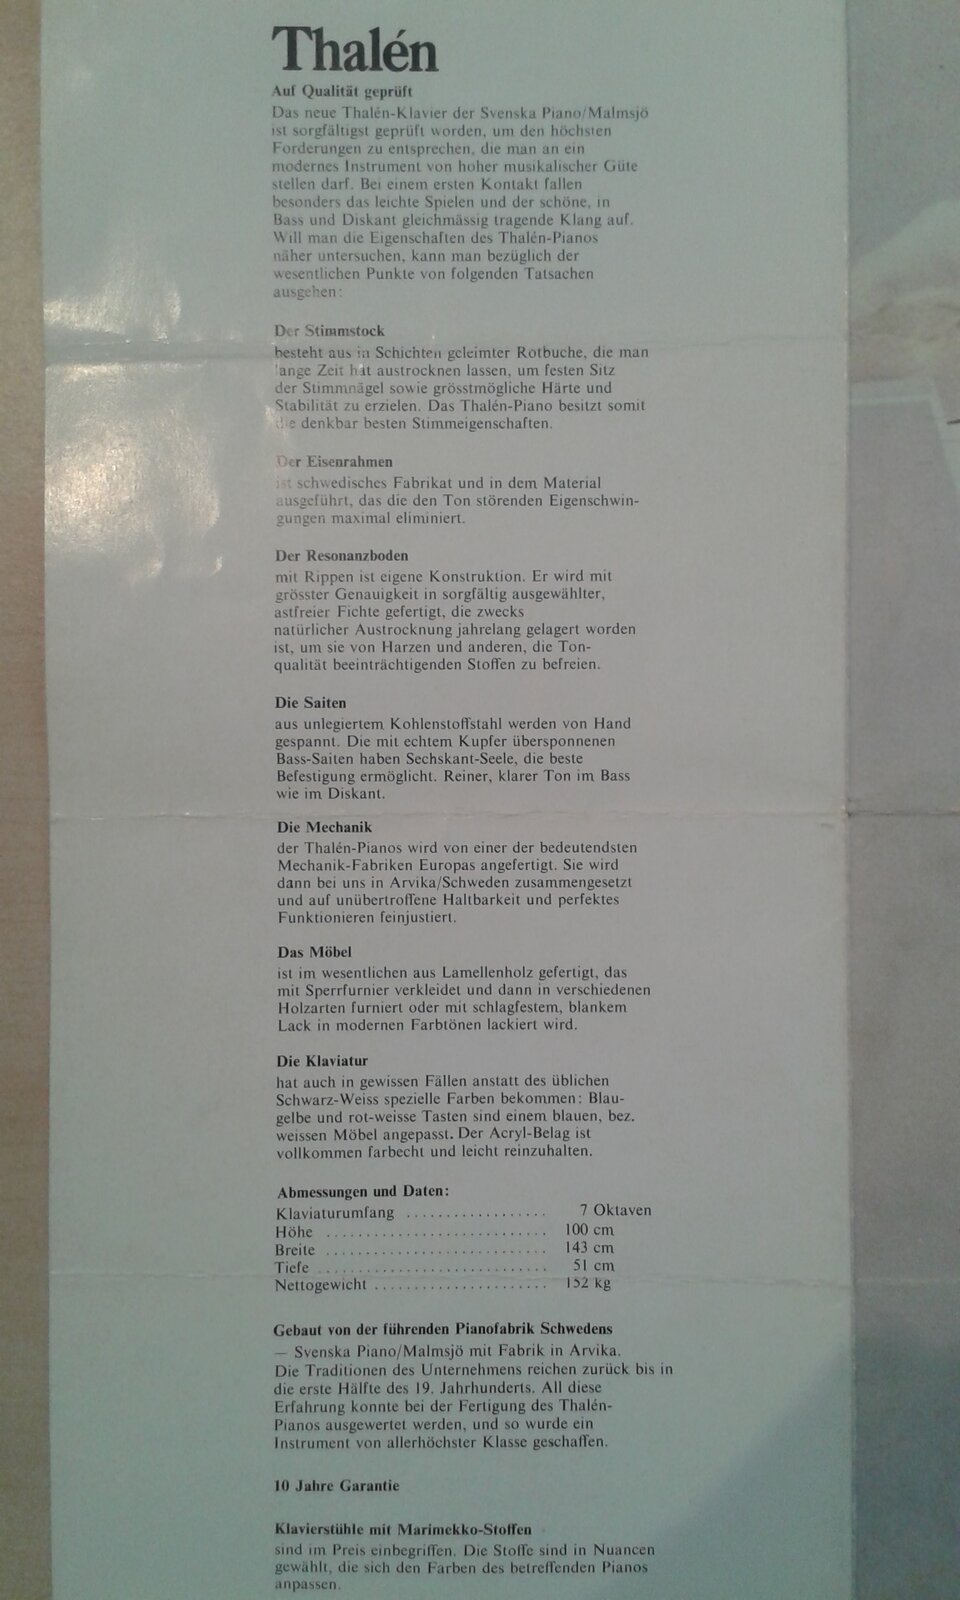 Thalén
Auf Qualität geprüft
Das neue Thalén-Klavier der Svenska Piano/Malmsjö
ist sorgfältigst geprüft worden, um den höchsten
Forderungen zu entsprechen, die man an ein
modernes Instrument von hoher musikalischer Güte
stellen darf. Bei einem ersten Kontakt fallen
besonders das leichte Spielen und der schöne, in
Bass und Diskant gleichmässig tragende Klang auf.
Will man die Eigenschaften des Thalén-Pianos
näher untersuchen, kann man bezüglich der
wesentlichen Punkte von folgenden Tatsachen
ausgehen:
Der Stimmstock
besteht aus in Schichten geleimter Rotbuche, die man
lange Zeit hat austrocknen lassen, um festen Sitz
der Stimmnägel sowie grösstmögliche Härte und
Stabilität zu erzielen. Das Thalén-Piano besitzt somit
die denkbar besten Stimmeigenschaften.
Der Eisenrahmen
ist schwedisches Fabrikat und in dem Material
ausgeführt, das die den Ton störenden Eigenschwin-
gungen maximal eliminiert.
Der Resonanzboden
mit Rippen ist eigene Konstruktion. Er wird mit
grösster Genauigkeit in sorgfältig ausgewählter,
astfreier Fichte gefertigt, die zwecks
natürlicher Austrocknung jahrelang gelagert worden
ist, um sie von Harzen und anderen, die Ton-
qualität beeinträchtigenden Stoffen zu befreien.
Die Saiten
aus unlegiertem Kohlenstoffstahl werden von Hand
gespannt. Die mit echtem Kupfer übersponnenen
Bass-Saiten haben Sechskant-Seele, die beste
Befestigung ermöglicht. Reiner, klarer Ton im Bass
wie im Diskant.
Die Mechanik
der Thalén-Pianos wird von einer der bedeutendsten
Mechanik-Fabriken Europas angefertigt. Sie wird
dann bei uns in Arvika/Schweden zusammengesetzt
und auf unübertroffene Haltbarkeit und perfektes
Funktionieren feinjustiert.
Das Möbel
ist im wesentlichen aus Lamellenholz gefertigt, das
mit Sperrfurnier verkleidet und dann in verschiedenen
Holzarten furniert oder mit schlagfestem, blankem
Lack in modernen Farbtönen lackiert wird.
Die Klaviatur
hat auch in gewissen Fällen anstatt des üblichen
Schwarz-Weiss spezielle Farben bekommen: Blau-
gelbe und rot-weisse Tasten sind einem blauen, bez.
weissen Möbel angepasst. Der Acryl-Belag ist
vollkommen farbecht und leicht reinzuhalten.
Abmessungen und Daten:
Klaviaturumfang .................. 7 Oktaven
Höhe ............................ 100 cm
Breite ............................ 143 cm
Tiefe ............................. 51 cm
Nettogewicht ...................... 152 kg
Gebaut von der führenden Pianofabrik Schwedens
— Svenska Piano/Malmsjö mit Fabrik in Arvika.
Die Traditionen des Unternehmens reichen zurück bis in
die erste Hälfte des 19. Jahrhunderts. All diese
Erfahrung konnte bei der Fertigung des Thalén-
Pianos ausgewertet werden, und so wurde ein
Instrument von allerhöchster Klasse geschaffen.
10 Jahre Garantie
Klavierstühle mit Marimekko-Stoffen
sind im Preis einbegriffen. Die Stoffe sind in Nuancen
gewählt, die sich den Farben des betreffenden Pianos
anpassen.